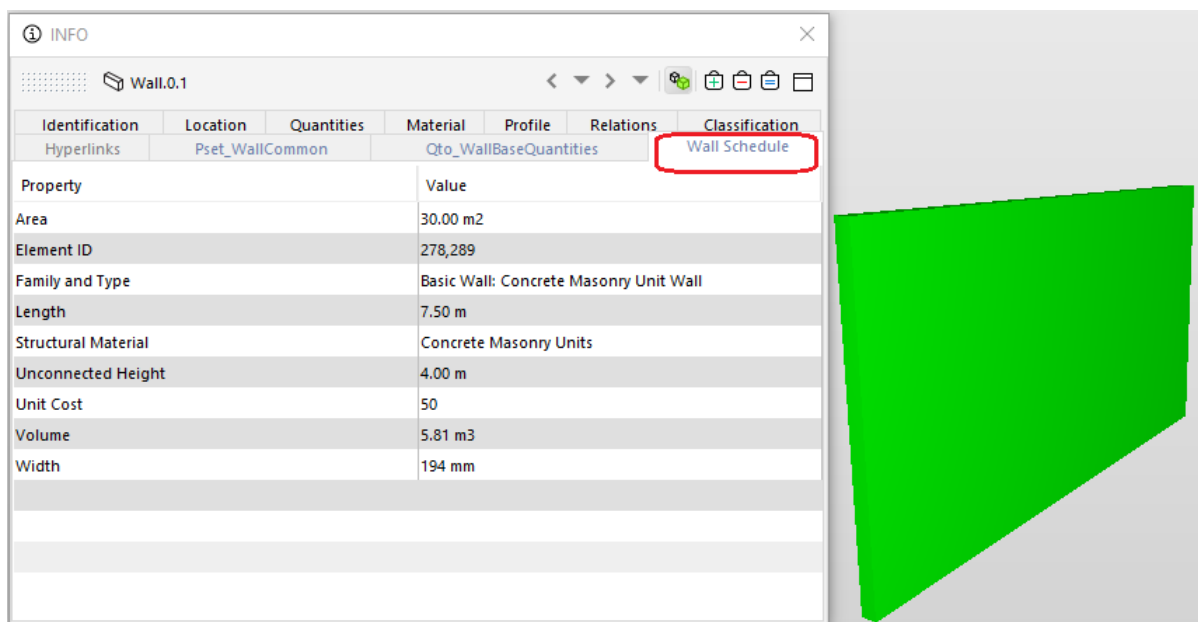 INFO
Wall.0.1
Identification Location Quantities Material Profile Relations Classification
Hyperlinks Pset_WallCommon Qto_WallBaseQuantities Wall Schedule
Property Value
Area 30.00 m2
Element ID 278,289
Family and Type Basic Wall: Concrete Masonry Unit Wall
Length 7.50 m
Structural Material Concrete Masonry Units
Unconnected Height 4.00 m
Unit Cost 50
Volume 5.81 m3
Width 194 mm